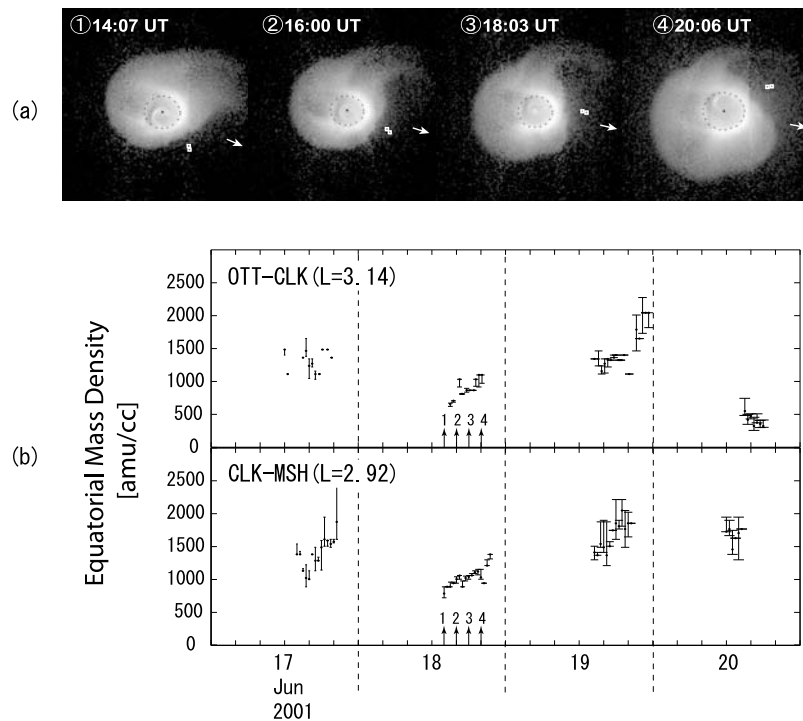 ①14:07 UT ②16:00 UT ③18:03 UT ④20:06 UT
(a)
(b)
Equatorial Mass Density
[amu/cc]
OTT-CLK(L=3.14)
2500
2000
1500
1000
500
0
1 2 3 4
CLK-MSH(L=2.92)
2500
2000
1500
1000
500
0
1 2 3 4
17 18 19 20
Jun
2001